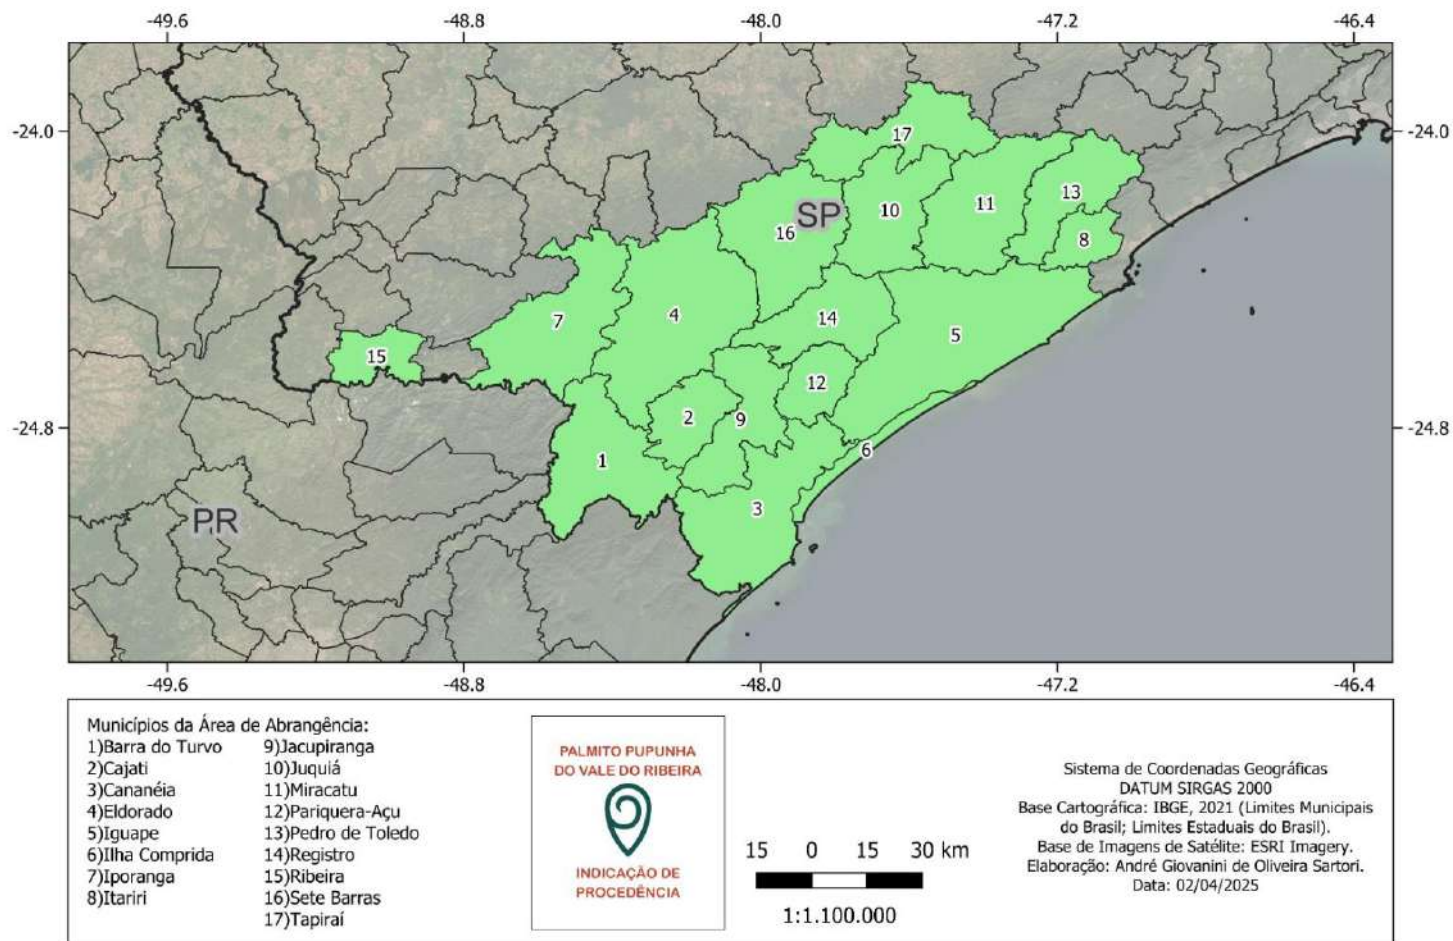 -49.6 -48.8 -48.0 -47.2 -46.4
-24.0 -24.0
17
13
SP 10 11
16
8
7 4 14 5
15
12
2 9
6
1
3
PR
-24.8 -24.8
-49.6 -48.8 -48.0 -47.2 -46.4
Municípios da Área de Abrangência:
1)Barra do Turvo
2)Cajati
3)Cananéia
4)Eldorado
5)Iguape
6)Ilha Comprida
7)Iporanga
8)Itariri
9)Jacupiranga
10)Juquiá
11)Miracatu
12)Pariquera-Açu
13)Pedro de Toledo
14)Registro
15)Ribeira
16)Sete Barras
17)Tapiraí
PALMITO PUPUNHA
DO VALE DO RIBEIRA
INDICAÇÃO DE
PROCEDÊNCIA
15 0 15 30 km
1:1.100.000
Sistema de Coordenadas Geográficas
DATUM SIRGAS 2000
Base Cartográfica: IBGE, 2021 (Limites Municipais
do Brasil; Limites Estaduais do Brasil).
Base de Imagens de Satélite: ESRI Imagery.
Elaboração: André Giovanini de Oliveira Sartori.
Data: 02/04/2025